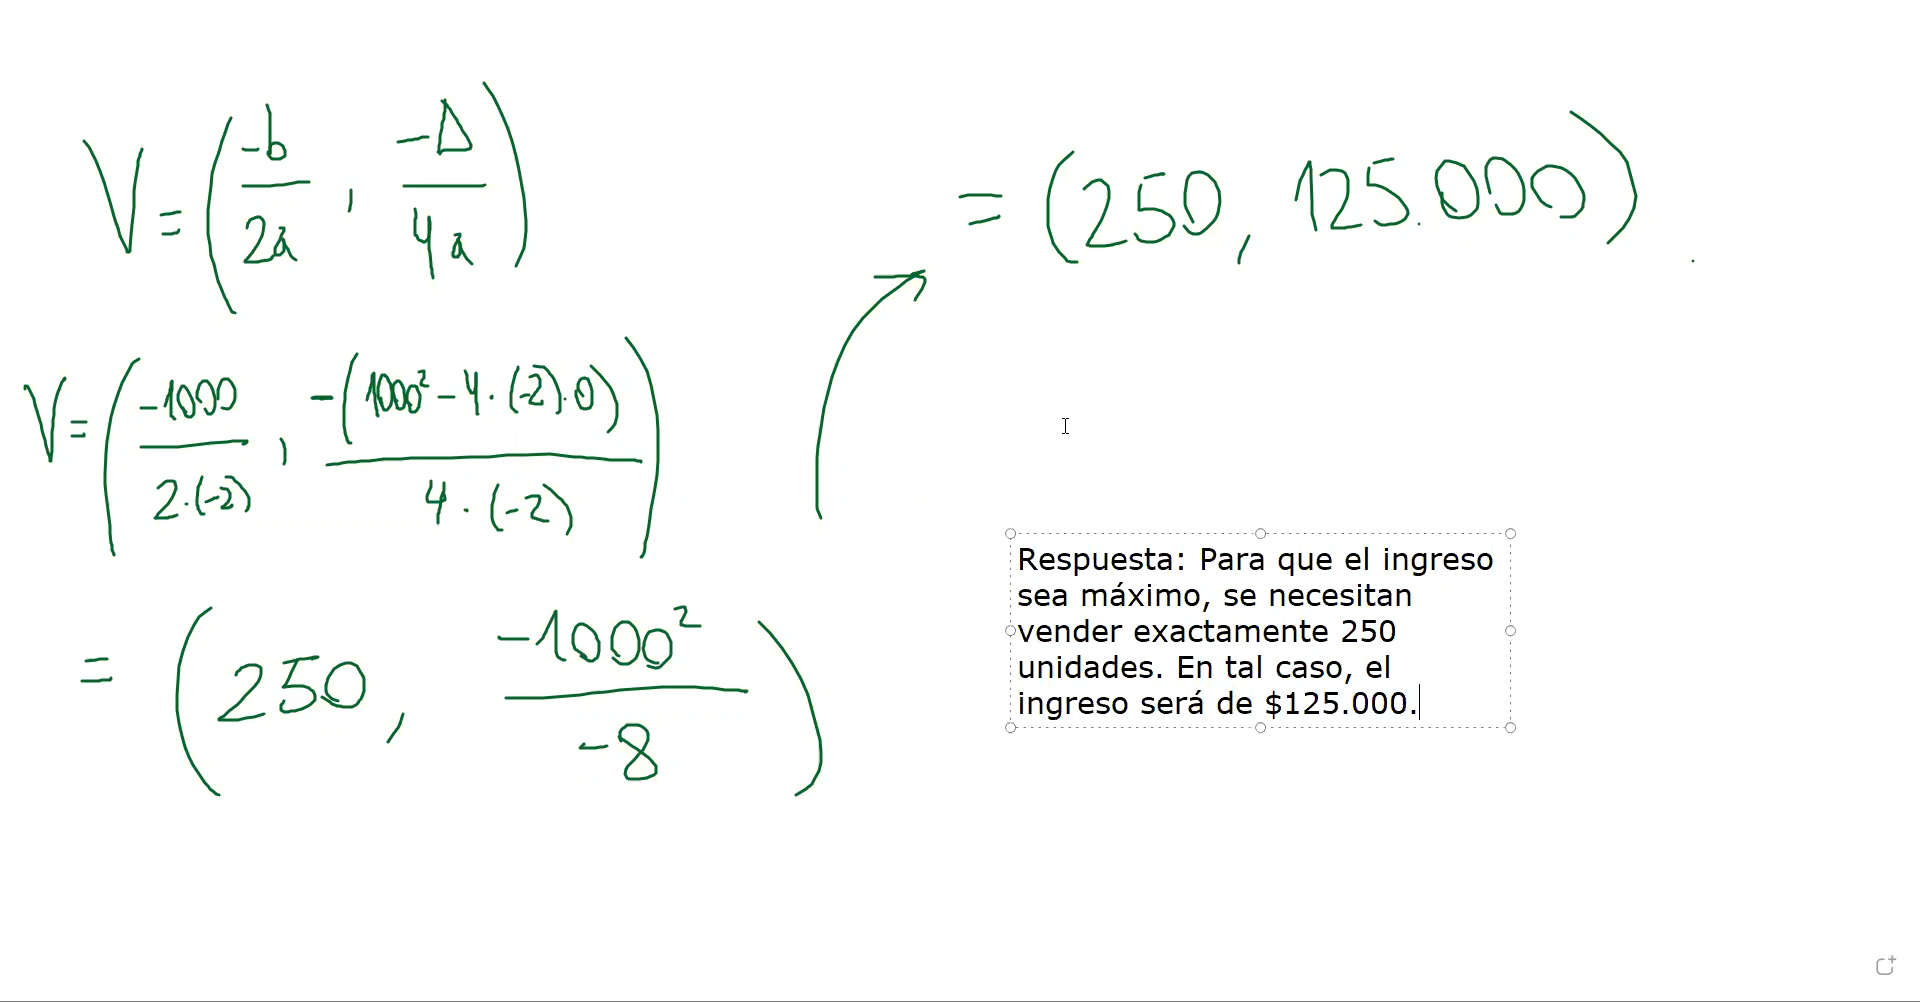 V = ( -b / 2a , -Δ / 4a )
V = ( -1000 / 2·(-2) , -(1000² - 4·(-2)·0) / 4·(-2) )
= ( 250 , -1000² / -8 )
= (250, 125.000)
Respuesta: Para que el ingreso
sea máximo, se necesitan
vender exactamente 250
unidades. En tal caso, el
ingreso será de $125.000.